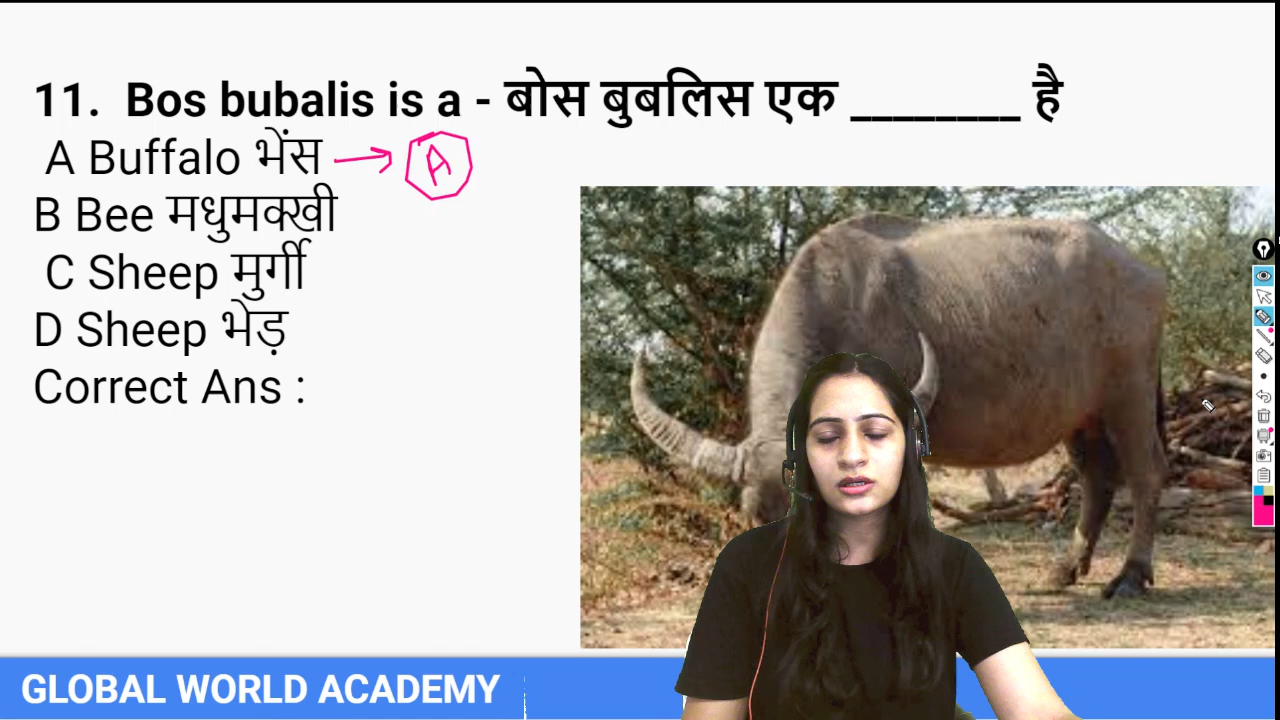 11. Bos bubalis is a - बोस बुबलिस एक ________ है
A Buffalo भेंस → A
B Bee मधुमक्खी
C Sheep मुर्गी
D Sheep भेड़
Correct Ans :
GLOBAL WORLD ACADEMY